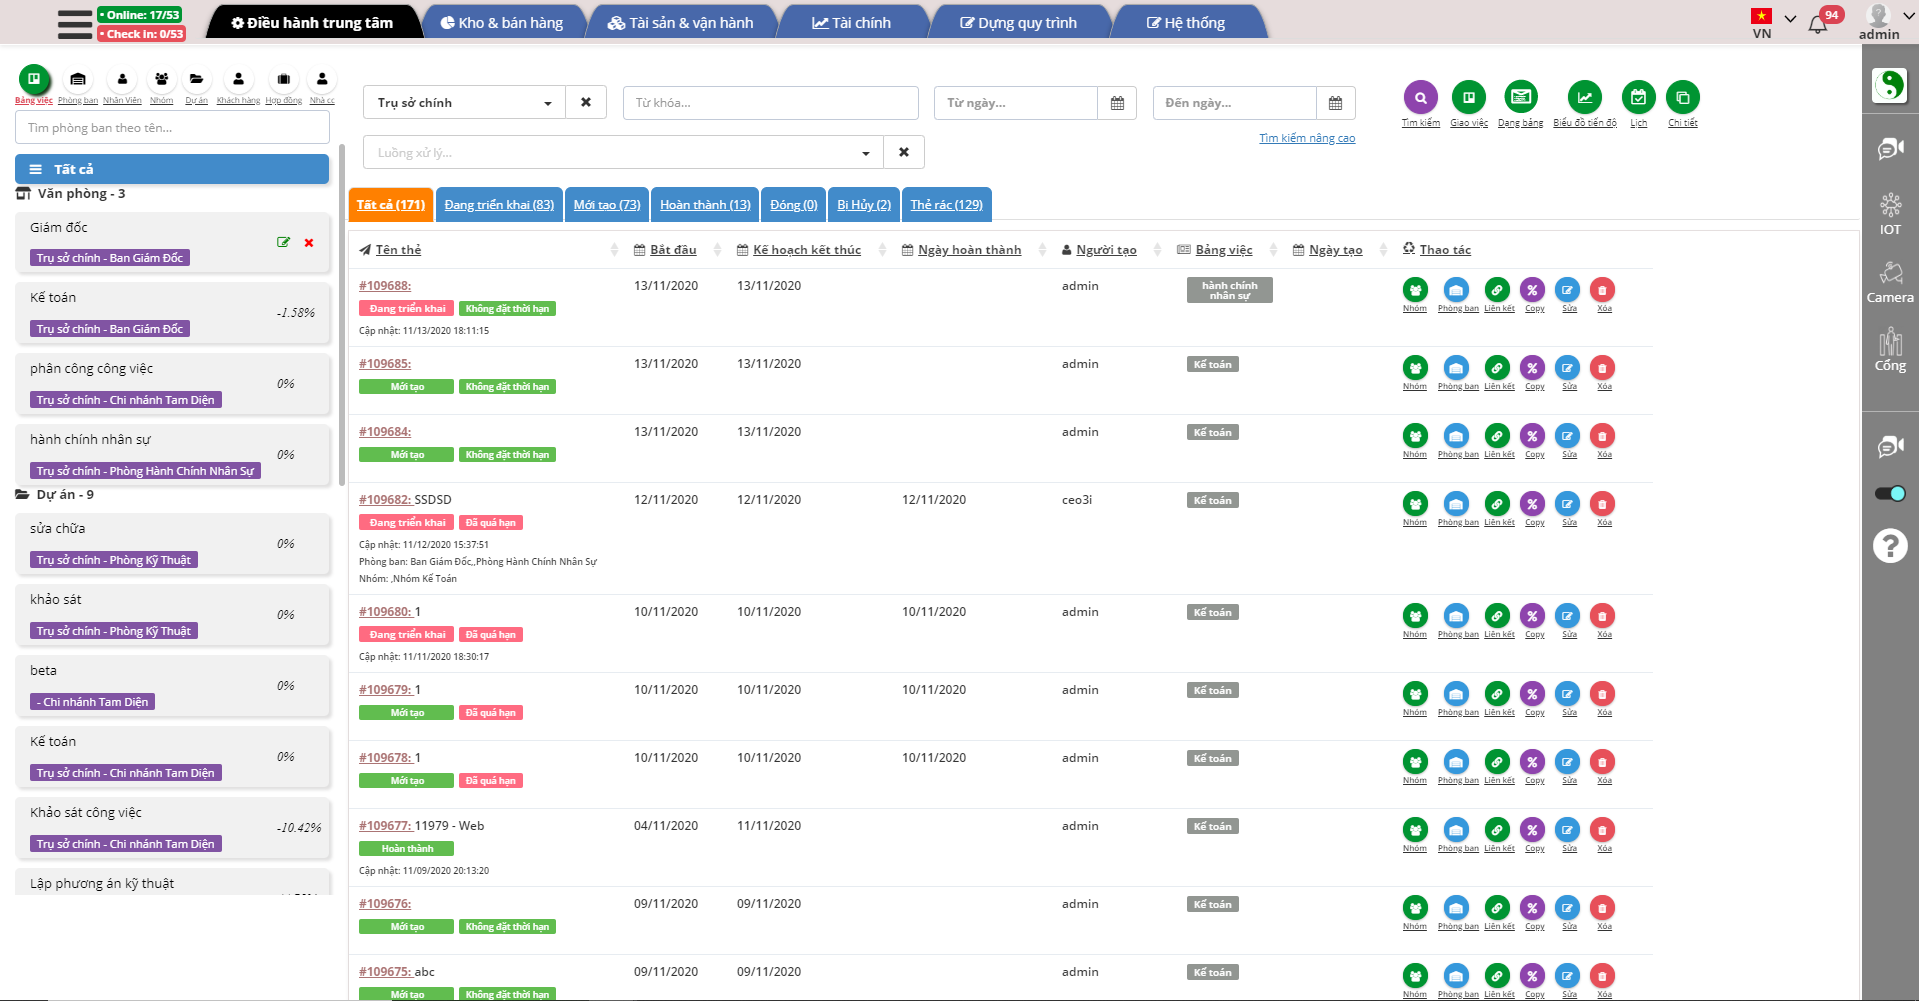 • Online: 17/53
• Check in: 0/53
Điều hành trung tâm
Kho & bán hàng
Tài sản & vận hành
Tài chính
Dựng quy trình
Hệ thống
VN
94
admin
Bảng việc
Phòng ban
Nhân Viên
Nhóm
Dự án
Khách hàng
Hợp đồng
Nhà cc
Tìm phòng ban theo tên...
Tất cả
Văn phòng - 3
Giám đốc
Trụ sở chính - Ban Giám Đốc
Kế toán
-1.58%
Trụ sở chính - Ban Giám Đốc
phân công công việc
0%
Trụ sở chính - Chi nhánh Tam Diện
hành chính nhân sự
0%
Trụ sở chính - Phòng Hành Chính Nhân Sự
Dự án - 9
sửa chữa
0%
Trụ sở chính - Phòng Kỹ Thuật
khảo sát
0%
Trụ sở chính - Phòng Kỹ Thuật
beta
0%
- Chi nhánh Tam Diện
Kế toán
0%
Trụ sở chính - Chi nhánh Tam Diện
Khảo sát công việc
-10.42%
Trụ sở chính - Chi nhánh Tam Diện
Lập phương án kỹ thuật
Trụ sở chính
Từ khóa...
Từ ngày...
Đến ngày...
Tìm kiếm nâng cao
Luồng xử lý...
Tìm kiếm
Giao việc
Dạng bảng
Biểu đồ tiến độ
Lịch
Chi tiết
Tất cả (171)
Đang triển khai (83)
Mới tạo (73)
Hoàn thành (13)
Đóng (0)
Bị Hủy (2)
Thẻ rác (129)
Tên thẻ
Bắt đầu
Kế hoạch kết thúc
Ngày hoàn thành
Người tạo
Bảng việc
Ngày tạo
Thao tác
#109688: 13/11/2020 13/11/2020 admin hành chính nhân sự
Đang triển khai Không đặt thời hạn
Cập nhật: 11/13/2020 18:11:15
Nhóm Phòng ban Liên kết Copy Sửa Xóa
#109685: 13/11/2020 13/11/2020 admin Kế toán
Mới tạo Không đặt thời hạn
Nhóm Phòng ban Liên kết Copy Sửa Xóa
#109684: 13/11/2020 13/11/2020 admin Kế toán
Mới tạo Không đặt thời hạn
Nhóm Phòng ban Liên kết Copy Sửa Xóa
#109682: SSDSD 12/11/2020 12/11/2020 12/11/2020 ceo3i Kế toán
Đang triển khai Đã quá hạn
Nhóm Phòng ban Liên kết Copy Sửa Xóa
Cập nhật: 11/12/2020 15:37:51
Phòng ban: Ban Giám Đốc,,Phòng Hành Chính Nhân Sự
Nhóm: ,Nhóm Kế Toán
#109680: 1 10/11/2020 10/11/2020 10/11/2020 admin Kế toán
Đang triển khai Đã quá hạn
Nhóm Phòng ban Liên kết Copy Sửa Xóa
Cập nhật: 11/11/2020 18:30:17
#109679: 1 10/11/2020 10/11/2020 10/11/2020 admin Kế toán
Mới tạo Đã quá hạn
Nhóm Phòng ban Liên kết Copy Sửa Xóa
#109678: 1 10/11/2020 10/11/2020 10/11/2020 admin Kế toán
Mới tạo Đã quá hạn
Nhóm Phòng ban Liên kết Copy Sửa Xóa
#109677: 11979 - Web 04/11/2020 11/11/2020 admin Kế toán
Hoàn thành
Nhóm Phòng ban Liên kết Copy Sửa Xóa
Cập nhật: 11/09/2020 20:13:20
#109676: 09/11/2020 09/11/2020 admin Kế toán
Mới tạo Không đặt thời hạn
Nhóm Phòng ban Liên kết Copy Sửa Xóa
#109675: abc 09/11/2020 09/11/2020 admin Kế toán
Mới tạo Không đặt thời hạn
Nhóm Phòng ban Liên kết Copy Sửa Xóa
IOT
Camera
Cổng